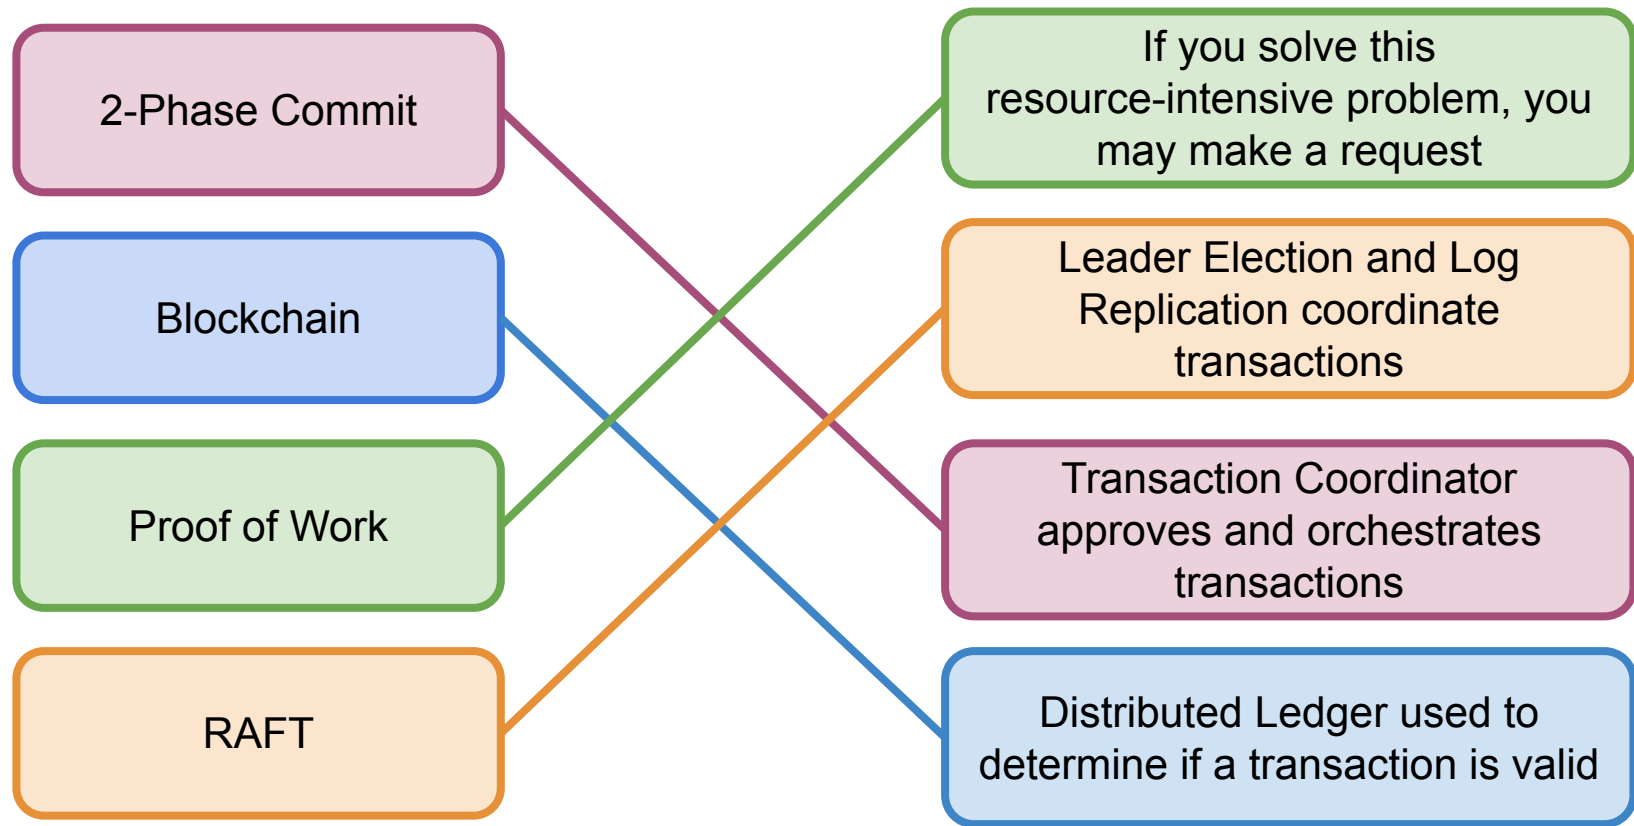 2-Phase Commit
Blockchain
Proof of Work
RAFT
If you solve this
resource-intensive problem, you
may make a request
Leader Election and Log
Replication coordinate
transactions
Transaction Coordinator
approves and orchestrates
transactions
Distributed Ledger used to
determine if a transaction is valid